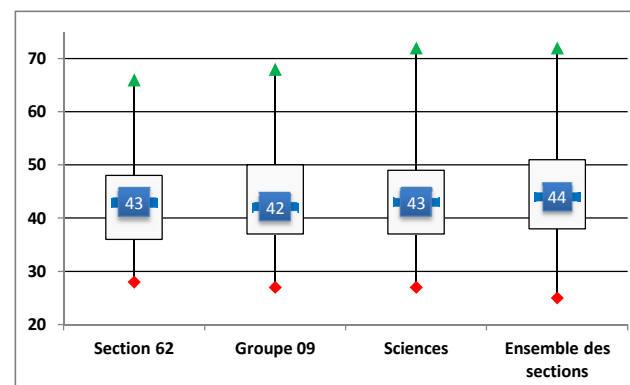 70
60
50
40
30
20
43
42
43
44
Section 62
Groupe 09
Sciences
Ensemble des
sections